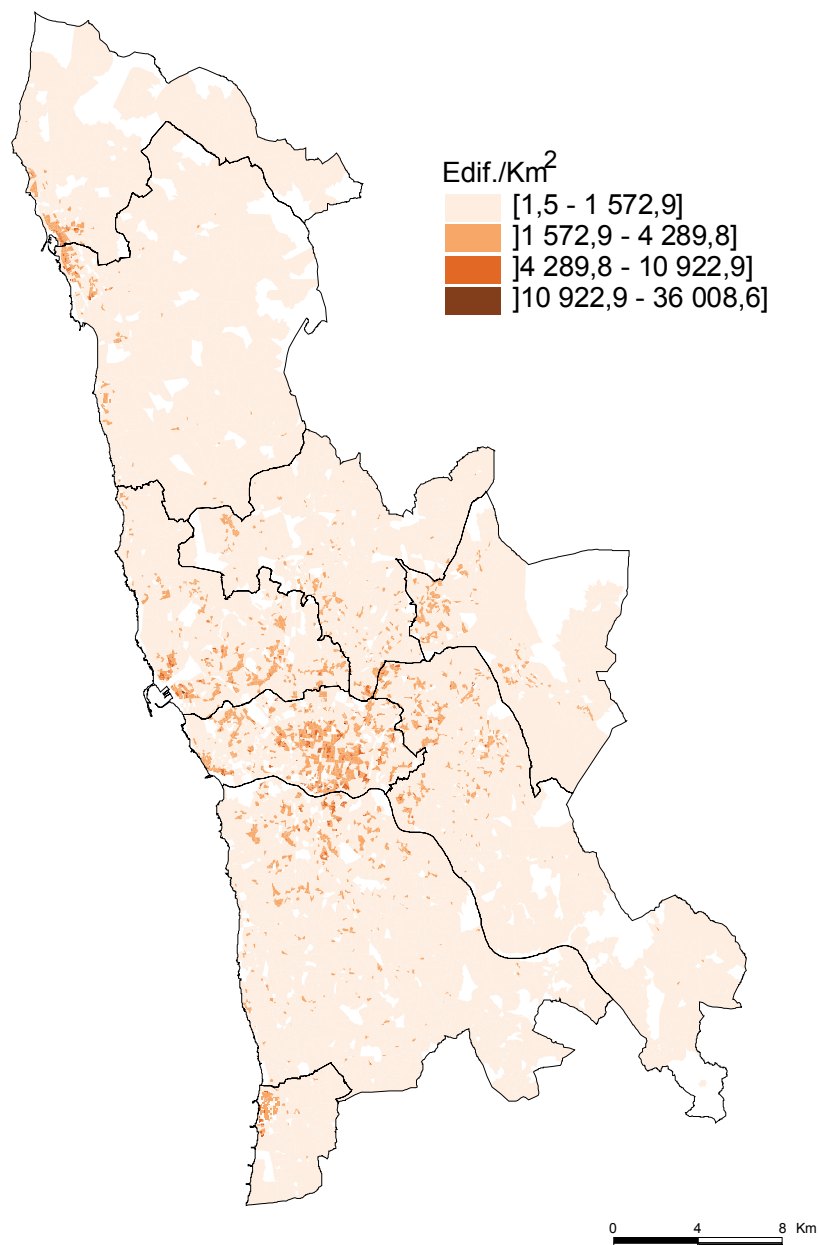 Edif./Km²
[1,5 - 1 572,9]
]1 572,9 - 4 289,8]
]4 289,8 - 10 922,9]
]10 922,9 - 36 008,6]
0 4 8 Km